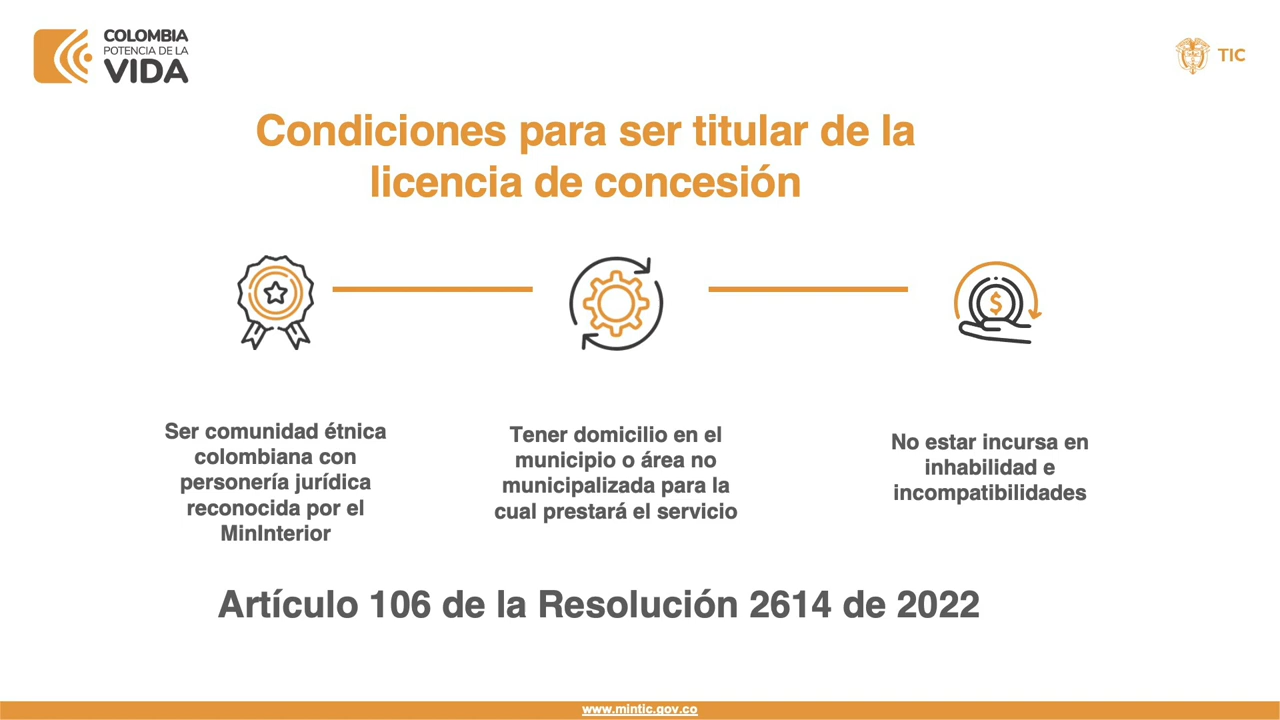 COLOMBIA
POTENCIA DE LA
VIDA
TIC
Condiciones para ser titular de la
licencia de concesión
Ser comunidad étnica
colombiana con
personería jurídica
reconocida por el
MinInterior
Tener domicilio en el
municipio o área no
municipalizada para la
cual prestará el servicio
No estar incursa en
inhabilidad e
incompatibilidades
Artículo 106 de la Resolución 2614 de 2022
www.mintic.gov.co